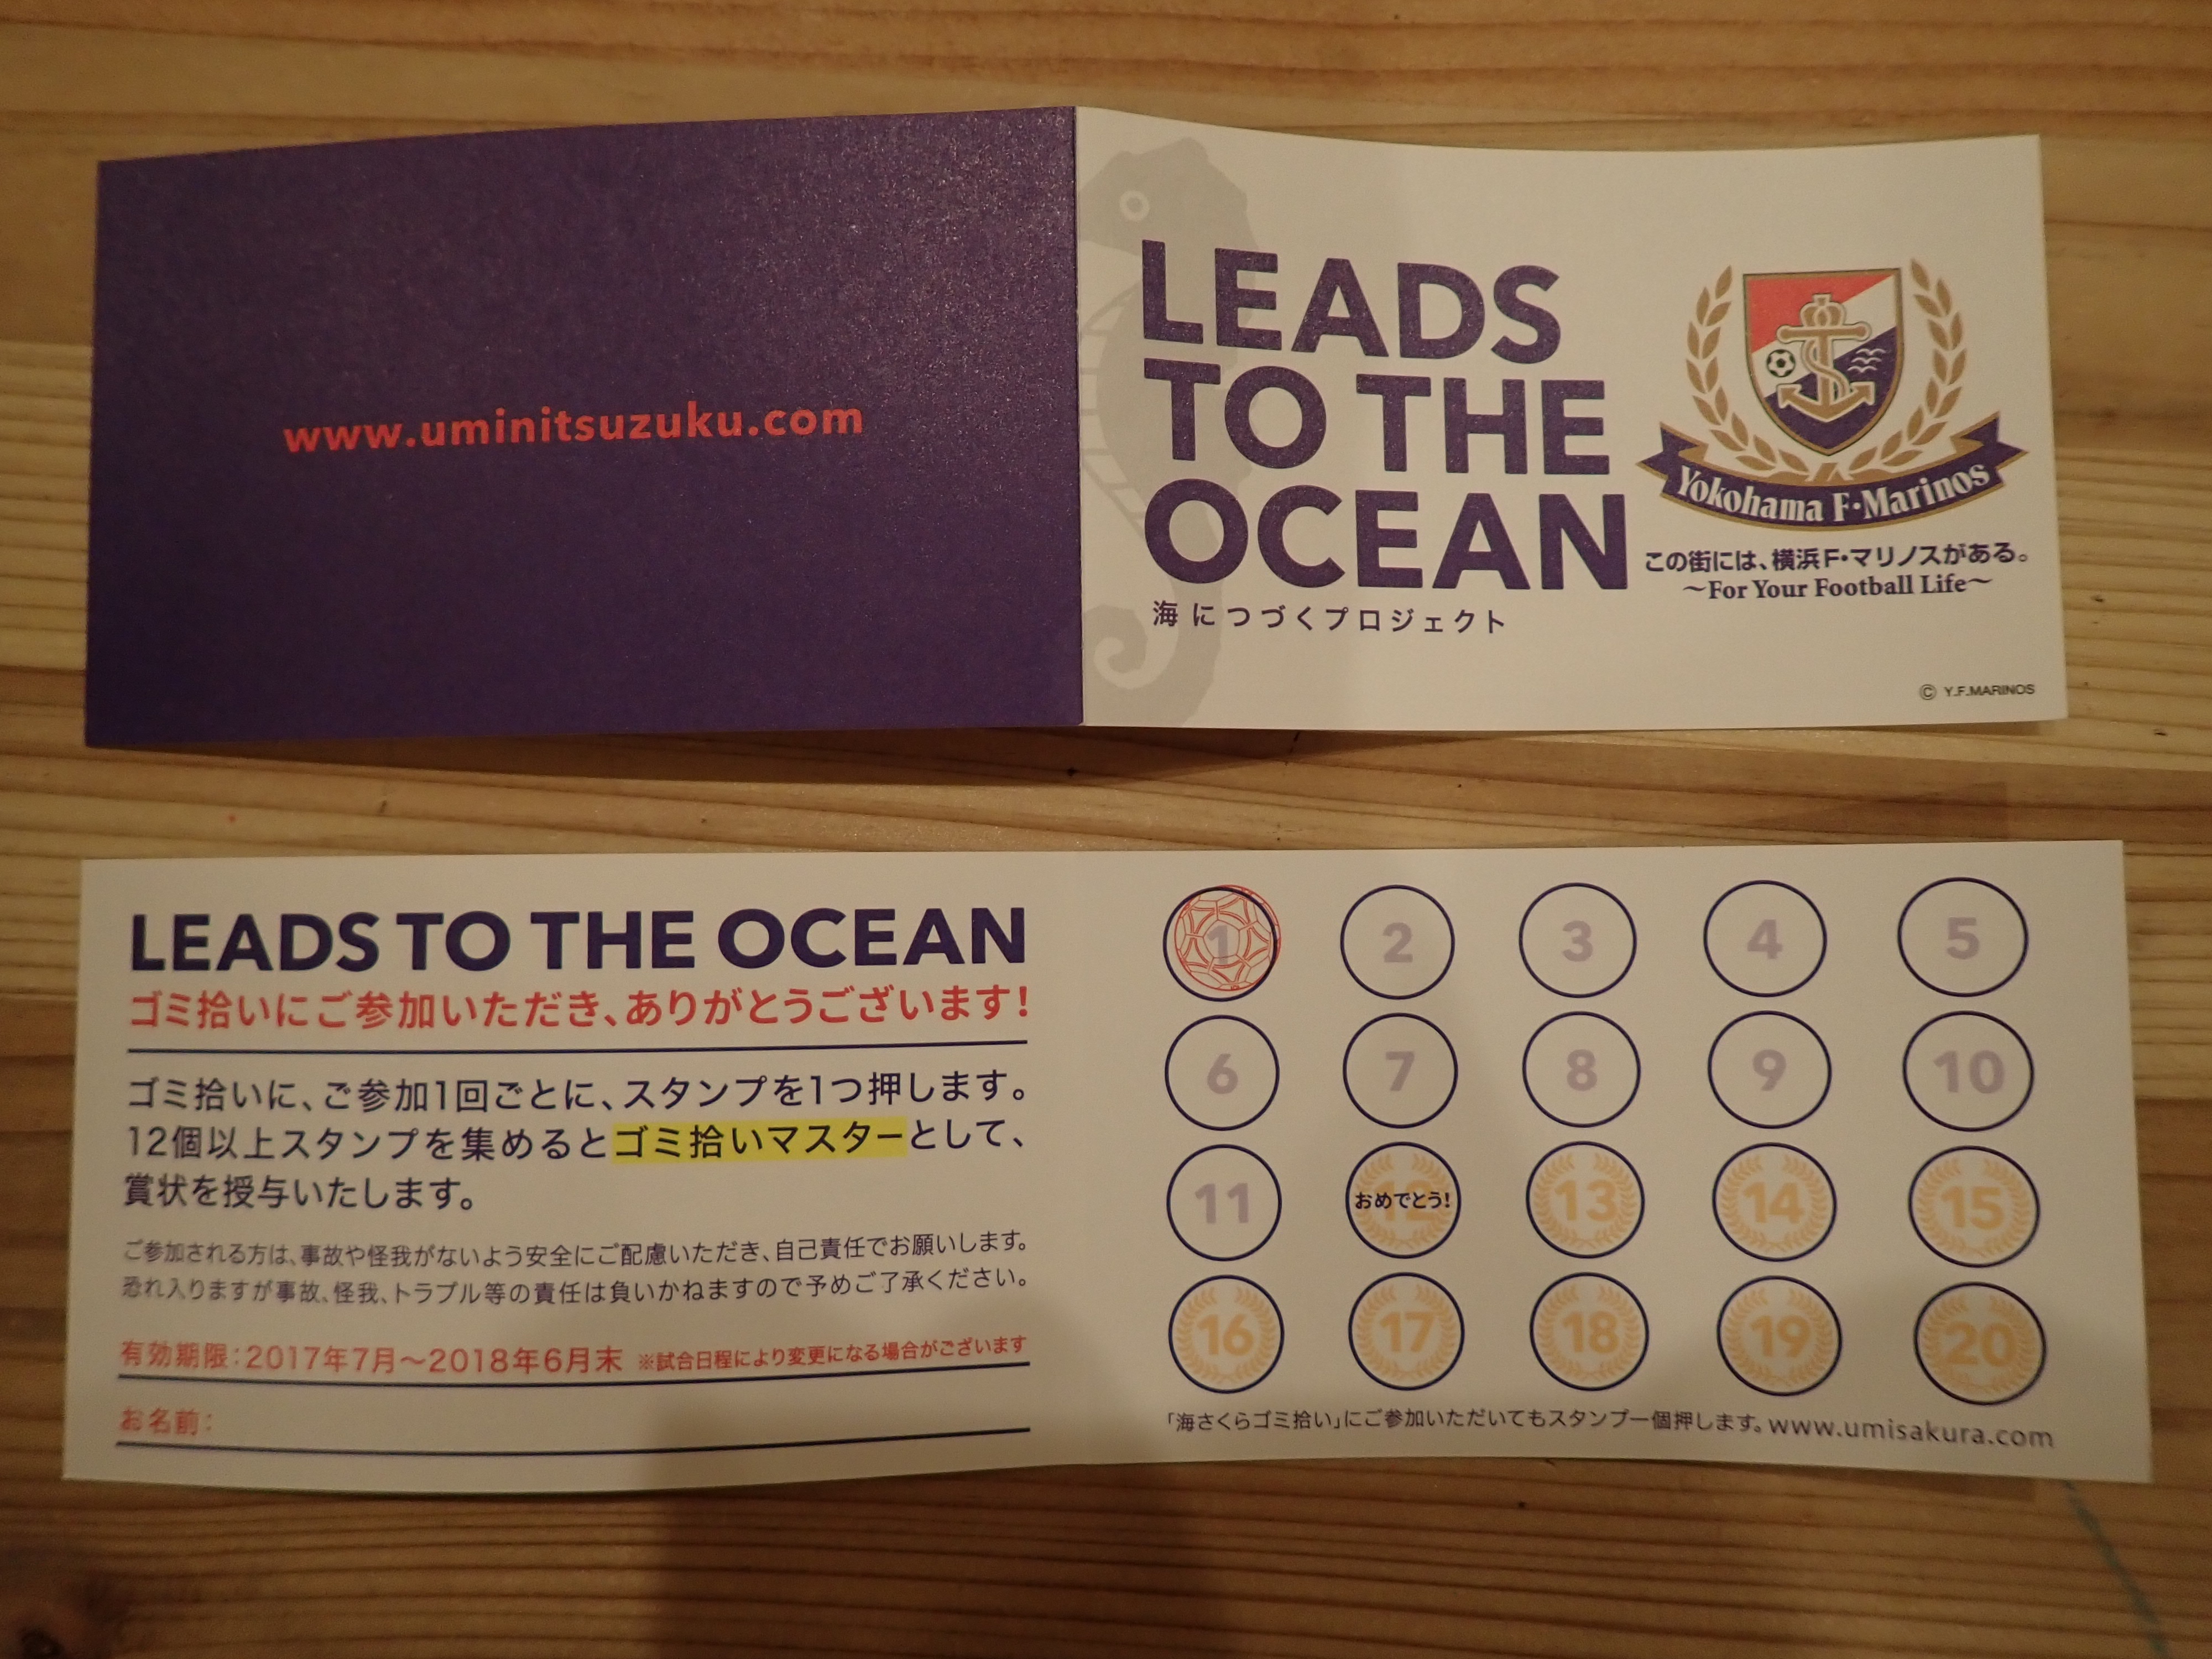 www.uminitsuzuku.com
LEADS
TO THE
OCEAN
海につづくプロジェクト
Yokohama F・Marinos
この街には、横浜F・マリノスがある。
〜For Your Football Life〜
© Y.F.MARINOS
LEADS TO THE OCEAN
ゴミ拾いにご参加いただき、ありがとうございます!
ゴミ拾いに、ご参加1回ごとに、スタンプを1つ押します。
12個以上スタンプを集めるとゴミ拾いマスターとして、
賞状を授与いたします。
ご参加される方は、事故や怪我がないよう安全にご配慮いただき、自己責任でお願いします。
恐れ入りますが事故、怪我、トラブル等の責任は負いかねますので予めご了承ください。
有効期限:2017年7月〜2018年6月末 ※試合日程により変更になる場合がございます
お名前:
1 2 3 4 5
6 7 8 9 10
11 12 おめでとう! 13 14 15
16 17 18 19 20
「海さくらゴミ拾い」にご参加いただいてもスタンプ一個押します。www.umisakura.com